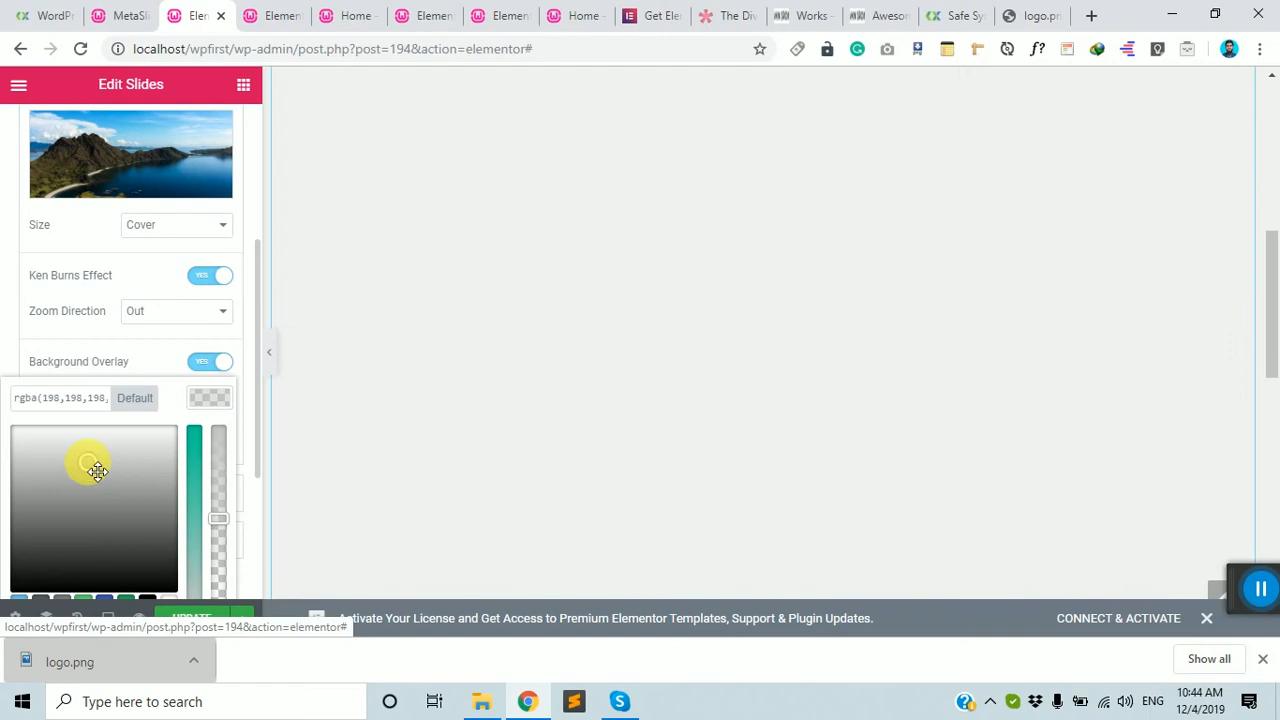 WordPr
MetaSli
Elem
Elemen
Home -
Elemen
Elemen
Home -
Get Ele
The Div
Works –
Awesom
Safe Sy
logo.pn
localhost/wpfirst/wp-admin/post.php?post=194&action=elementor#
Edit Slides
Size
Cover
Ken Burns Effect
YES
Zoom Direction
Out
Background Overlay
YES
rgba(198,198,198,
Default
UPDATE
Activate Your License and Get Access to Premium Elementor Templates, Support & Plugin Updates.
CONNECT & ACTIVATE
localhost/wpfirst/wp-admin/post.php?post=194&action=elementor#
logo.png
Show all
Type here to search
ENG
10:44 AM
12/4/2019